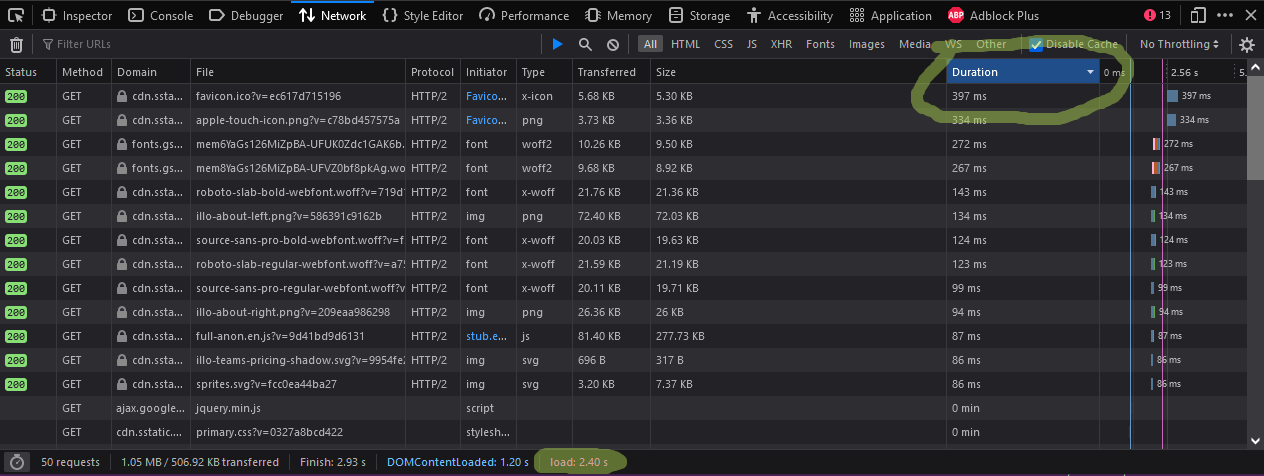 Inspector Console Debugger Network Style Editor Performance Memory Storage Accessibility Application ABP Adblock Plus 13
Filter URLs All HTML CSS JS XHR Fonts Images Media WS Other Disable Cache No Throttling
Status Method Domain File Protocol Initiator Type Transferred Size Duration 0 ms 2.56 s 5.
200 GET cdn.ssta... favicon.ico?v=ec617d715196 HTTP/2 Favico... x-icon 5.68 KB 5.30 KB 397 ms 397 ms
200 GET cdn.ssta... apple-touch-icon.png?v=c78bd457575a HTTP/2 Favico... png 3.73 KB 3.36 KB 334 ms 334 ms
200 GET fonts.gs... mem6YaGs126MiZpBA-UFUK0Zdc1GAK6b. HTTP/2 font woff2 10.26 KB 9.50 KB 272 ms 272 ms
200 GET fonts.gs... mem8YaGs126MiZpBA-UFVZ0bf8pkAg.wo HTTP/2 font woff2 9.68 KB 8.92 KB 267 ms 267 ms
200 GET cdn.ssta... roboto-slab-bold-webfont.woff?v=719d1 HTTP/2 font x-woff 21.76 KB 21.36 KB 143 ms 143 ms
200 GET cdn.ssta... illo-about-left.png?v=586391c9162b HTTP/2 img png 72.40 KB 72.03 KB 134 ms 134 ms
200 GET cdn.ssta... source-sans-pro-bold-webfont.woff?v=f. HTTP/2 font x-woff 20.03 KB 19.63 KB 124 ms 124 ms
200 GET cdn.ssta... roboto-slab-regular-webfont.woff?v=a75 HTTP/2 font x-woff 21.59 KB 21.19 KB 123 ms 123 ms
200 GET cdn.ssta... source-sans-pro-regular-webfont.woff?v HTTP/2 font x-woff 20.11 KB 19.71 KB 99 ms 99 ms
200 GET cdn.ssta... illo-about-right.png?v=209eaa986298 HTTP/2 img png 26.36 KB 26 KB 94 ms 94 ms
200 GET cdn.ssta... full-anon.en.js?v=9d41bd9d6131 HTTP/2 stub.e... js 81.40 KB 277.73 KB 87 ms 87 ms
200 GET cdn.ssta... illo-teams-pricing-shadow.svg?v=9954fe2 HTTP/2 img svg 696 B 317 B 86 ms 86 ms
200 GET cdn.ssta... sprites.svg?v=fcc0ea44ba27 HTTP/2 img svg 3.20 KB 7.37 KB 86 ms 86 ms
GET ajax.google... jquery.min.js script 0 min
GET cdn.sstatic.... primary.css?v=0327a8bcd422 stylesh... 0 min
50 requests 1.05 MB / 506.92 KB transferred Finish: 2.93 s DOMContentLoaded: 1.20 s load: 2.40 s